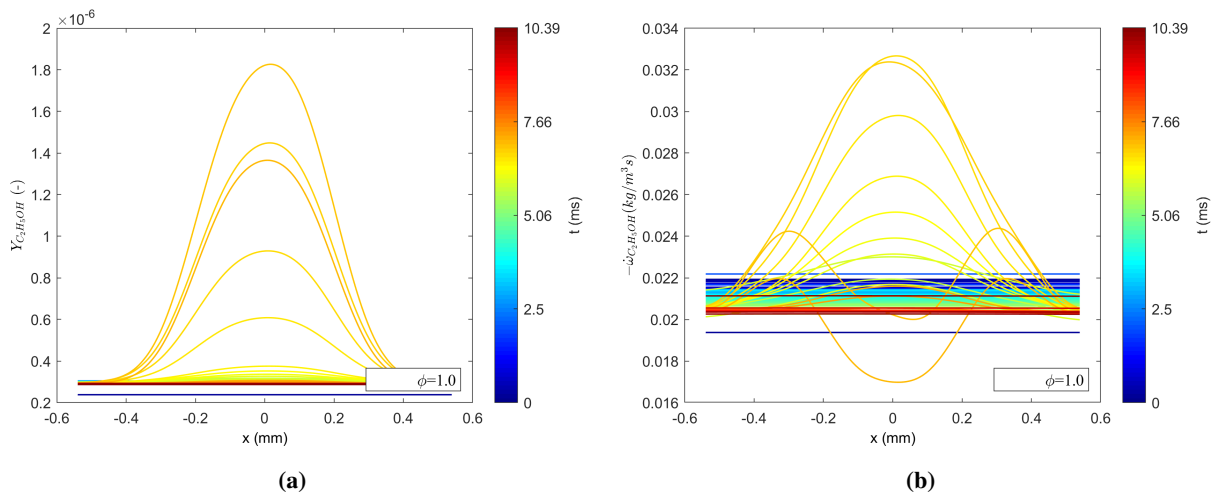 ×10⁻⁶
2
1.8
1.6
1.4
1.2
1
0.8
0.6
0.4
0.2
Y_{C_2H_5OH} (-)
-0.6 -0.4 -0.2 0 0.2 0.4 0.6
x (mm)
ϕ=1.0
10.39
7.66
5.06
2.5
0
t (ms)
(a)
0.034
0.032
0.03
0.028
0.026
0.024
0.022
0.02
0.018
0.016
-ω̇_{C_2H_5OH}(kg/m³s)
-0.6 -0.4 -0.2 0 0.2 0.4 0.6
x (mm)
ϕ=1.0
10.39
7.66
5.06
2.5
0
t (ms)
(b)